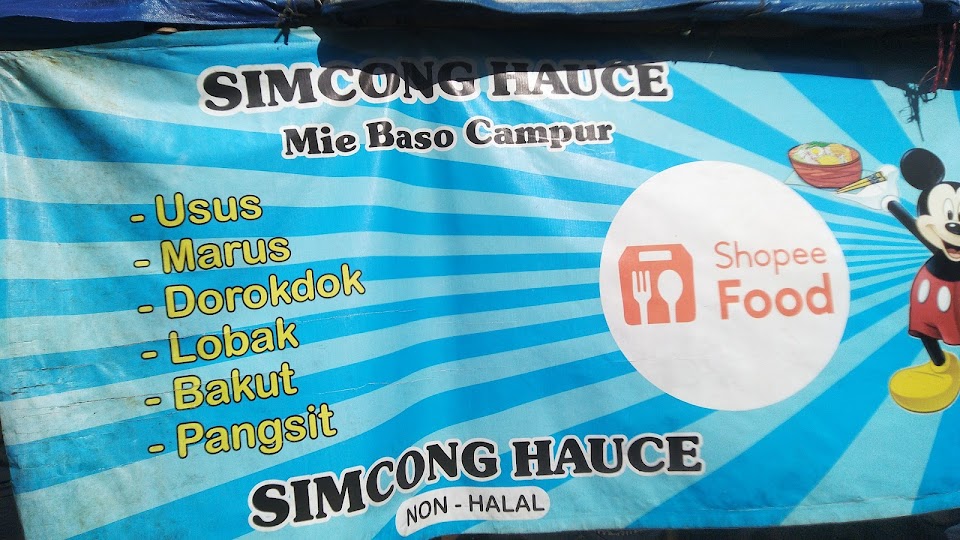 SIMCONG HAUCE
Mie Baso Campur
- Usus
- Marus
- Dorokdok
- Lobak
- Bakut
- Pangsit
Shopee
Food
SIMCONG HAUCE
NON - HALAL